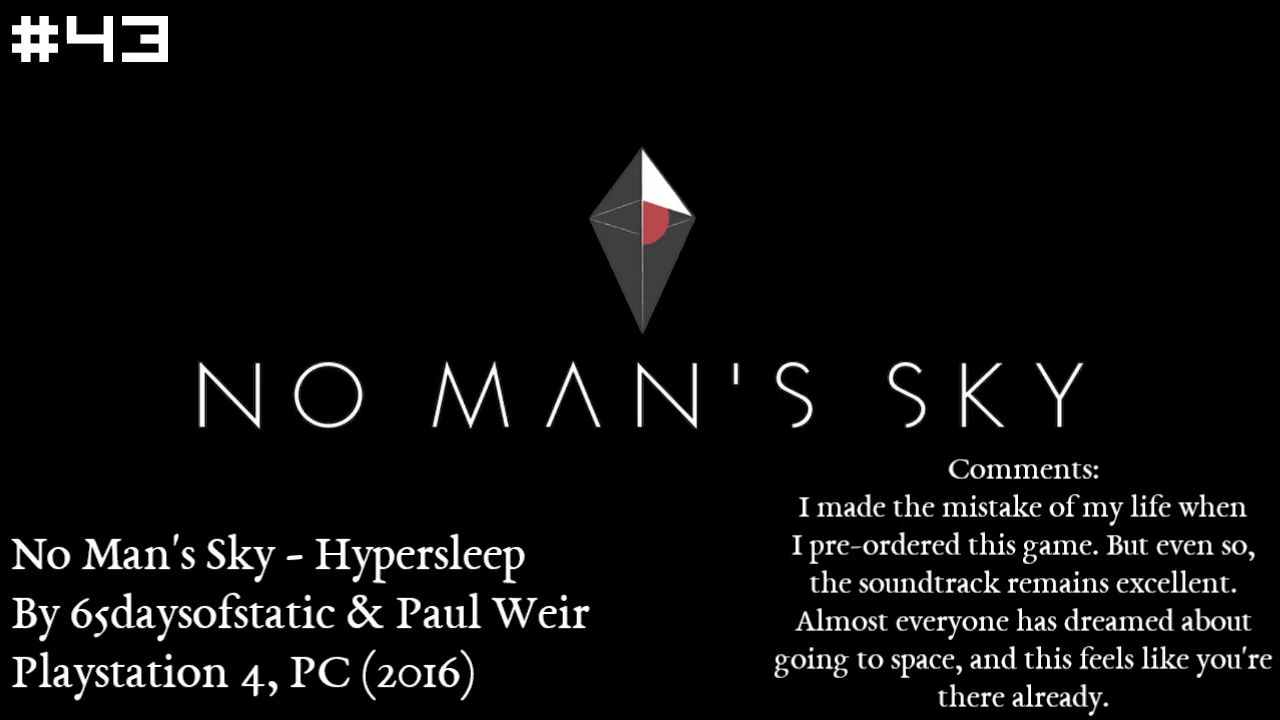 #43
NO MAN'S SKY
No Man's Sky - Hypersleep
By 65daysofstatic & Paul Weir
Playstation 4, PC (2016)
Comments:
I made the mistake of my life when
I pre-ordered this game. But even so,
the soundtrack remains excellent.
Almost everyone has dreamed about
going to space, and this feels like you're
there already.